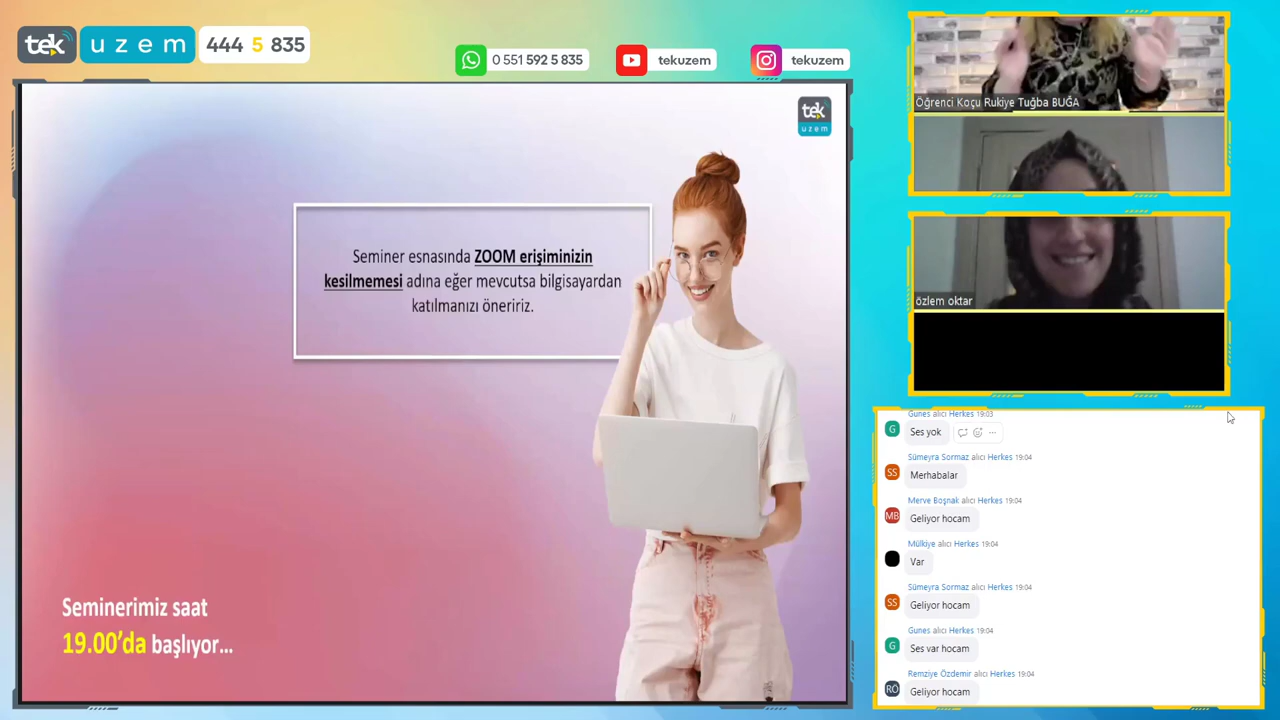 tek
uzem
444 5 835
0 551 592 5 835
tekuzem
tekuzem
tek
uzem
Seminer esnasında ZOOM erişiminizin
kesilmemesi adına eğer mevcutsa bilgisayardan
katılmanızı öneririz.
Seminerimiz saat
19.00’da başlıyor...
Öğrenci Koçu Rukiye Tuğba BUĞA
özlem oktar
Gunes alıcı Herkes 19:03
G
Ses yok
Sümeyra Sormaz alıcı Herkes 19:04
SS
Merhabalar
Merve Boşnak alıcı Herkes 19:04
MB
Geliyor hocam
Mülkiye alıcı Herkes 19:04
Var
Sümeyra Sormaz alıcı Herkes 19:04
SS
Geliyor hocam
Gunes alıcı Herkes 19:04
G
Ses var hocam
Remziye Özdemir alıcı Herkes 19:04
RÖ
Geliyor hocam